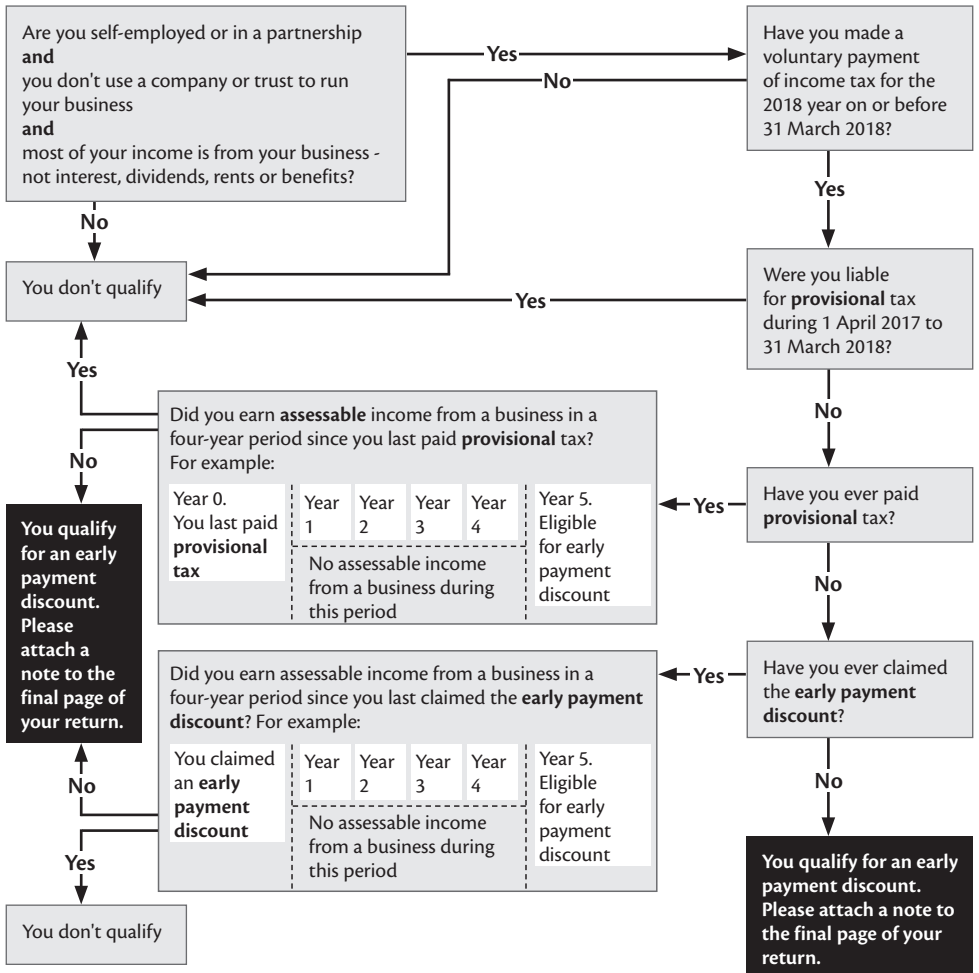 Are you self-employed or in a partnership
and
you don't use a company or trust to run
your business
and
most of your income is from your business -
not interest, dividends, rents or benefits?
Yes
No
Have you made a
voluntary payment
of income tax for the
2018 year on or before
31 March 2018?
No
Yes
You don't qualify
Yes
Were you liable
for provisional tax
during 1 April 2017 to
31 March 2018?
Yes
No
Did you earn assessable income from a business in a
four-year period since you last paid provisional tax?
For example:
Year 0.
You last paid
provisional
tax
Year
1
Year
2
Year
3
Year
4
No assessable income
from a business during
this period
Year 5.
Eligible
for early
payment
discount
Yes
Have you ever paid
provisional tax?
No
You qualify
for an early
payment
discount.
Please
attach a
note to the
final page of
your return.
No
Did you earn assessable income from a business in a
four-year period since you last claimed the early payment
discount? For example:
You claimed
an early
payment
discount
Year
1
Year
2
Year
3
Year
4
No assessable income
from a business during
this period
Year 5.
Eligible
for early
payment
discount
Yes
Have you ever claimed
the early payment
discount?
No
No
Yes
You don't qualify
You qualify for an early
payment discount.
Please attach a note to
the final page of your
return.